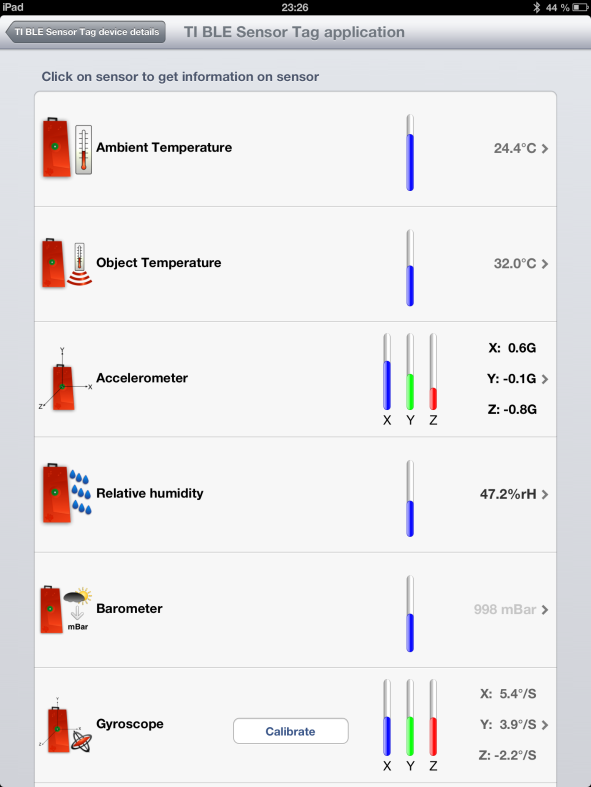 iPad 23:26 44 %
TI BLE Sensor Tag device details TI BLE Sensor Tag application
Click on sensor to get information on sensor
Ambient Temperature 24.4°C
Object Temperature 32.0°C
Y
X
Z
Accelerometer
X Y Z
X: 0.6G
Y: -0.1G
Z: -0.8G
Relative humidity 47.2%rH
mBar
Barometer 998 mBar
Y
X
Z
Gyroscope Calibrate
X Y Z
X: 5.4°/S
Y: 3.9°/S
Z: -2.2°/S